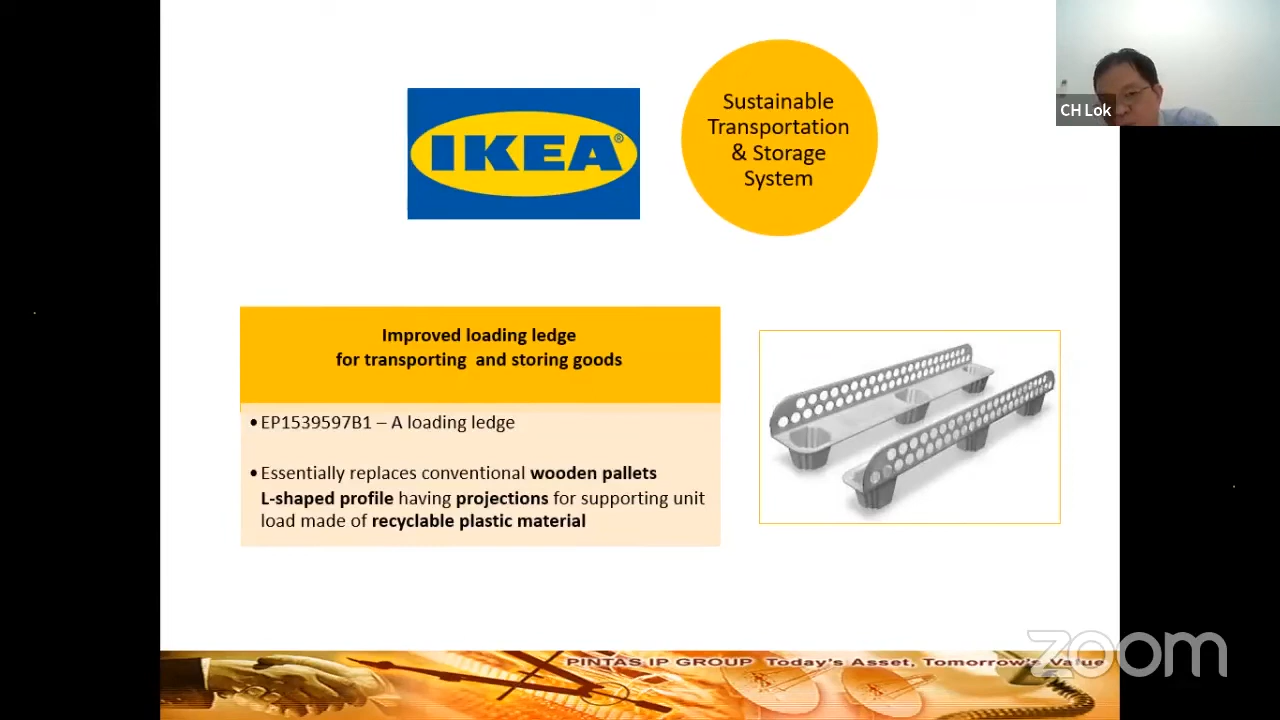 IKEA®
Sustainable
Transportation
& Storage
System
CH Lok
Improved loading ledge
for transporting and storing goods
•EP1539597B1 – A loading ledge
•Essentially replaces conventional wooden pallets
L-shaped profile having projections for supporting unit
load made of recyclable plastic material
PINTAS IP GROUP Today's Asset, Tomorrow's Value
zoom